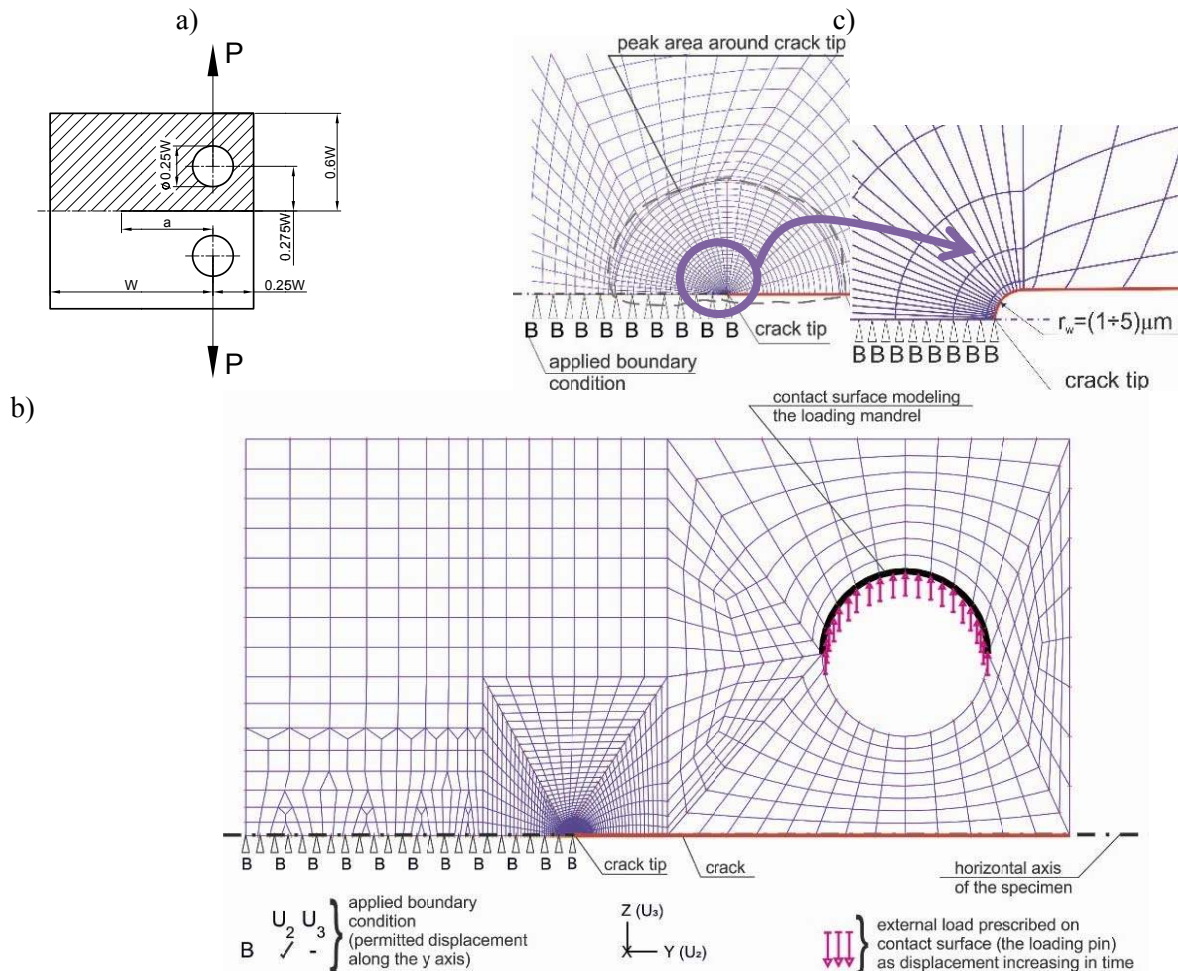 a)
P
ø0.25W
0.6W
a
0.275W
W
0.25W
P
c)
peak area around crack tip
B B B B B B B B B
crack tip
applied boundary
condition
r_w=(1÷5)μm
B B B B B B B B B
crack tip
b)
contact surface modeling
the loading mandrel
B B B B B B B B B B B
crack tip
crack
horizontal axis
of the specimen
U₂ U₃
B ✓ -
applied boundary
condition
(permitted displacement
along the y axis)
Z (U₃)
X Y (U₂)
external load prescribed on
contact surface (the loading pin)
as displacement increasing in time